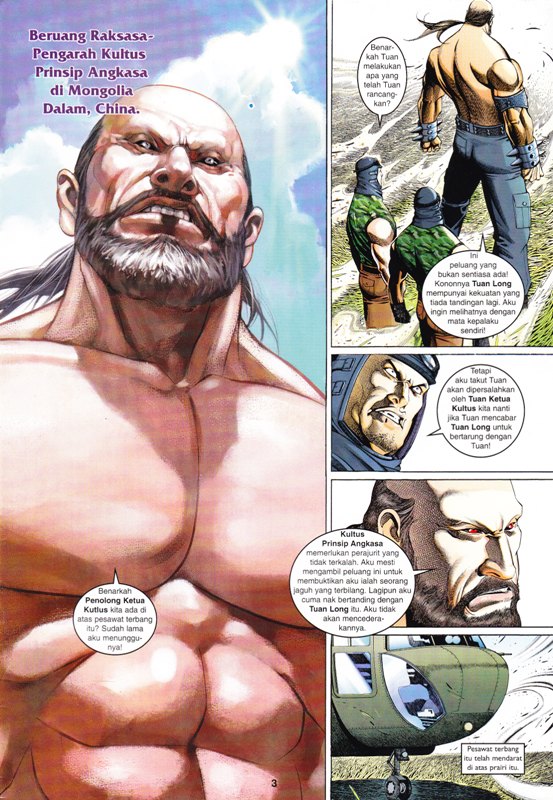 Beruang Raksasa-
Pengarah Kultus
Prinsip Angkasa
di Mongolia
Dalam, China.
Benarkah
Penolong Ketua
Kutlus kita ada di
atas pesawat terbang
itu? Sudah lama
aku menunggu-
nya!
Benar-
kah Tuan
melakukan
apa yang
telah Tuan
rancang-
kan?
Ini
peluang yang
bukan sentiasa ada!
Kononnya Tuan Long
mempunyai kekuatan yang
tiada tandingan lagi. Aku
ingin melihatnya dengan
mata kepalaku
sendiri!
Tetapi
aku takut Tuan
dipersalahkan
oleh Tuan Ketua
Kultus kita nanti
jika Tuan mencabar
Tuan Long untuk
bertarung dengan
Tuan!
Kultus
Prinsip Angkasa
memerlukan perajurit yang
tidak terkalah. Aku mesti
mengambil peluang ini untuk
membuktikan aku ialah seorang
jaguh yang terbilang. Lagipun aku
cuma nak bertanding dengan
Tuan Long itu. Aku tidak
akan mencedera-
kannya.
Pesawat terbang
itu telah mendarat
di atas prairi itu.
3